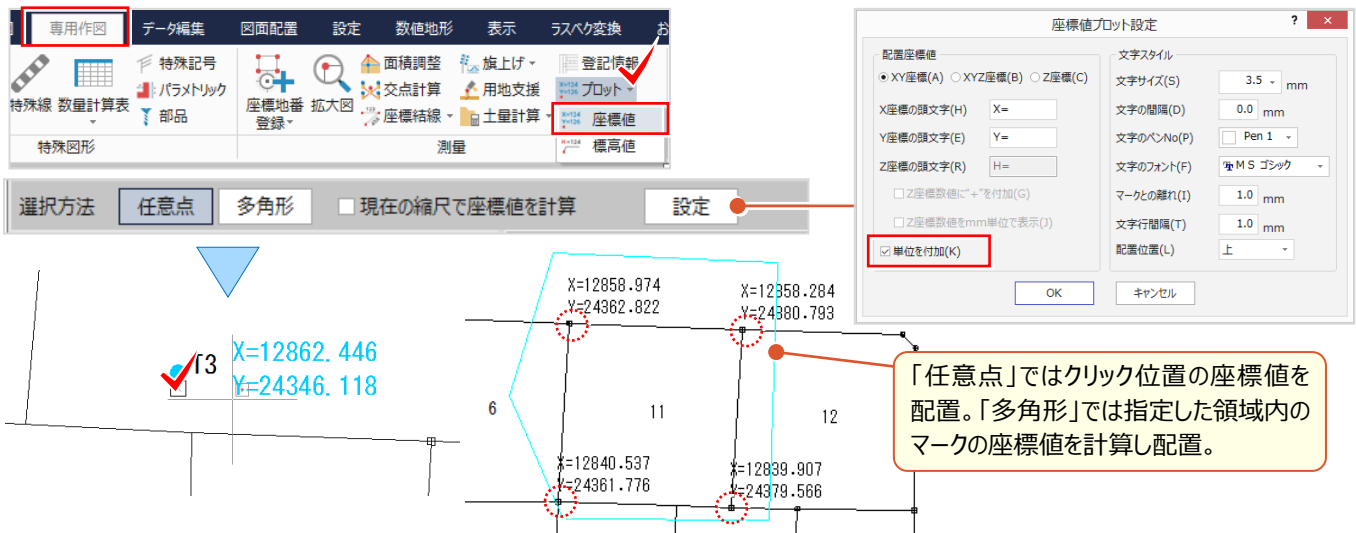 専用作図 データ編集 図面配置 設定 数値地形 表示 ラスベク変換 お
特殊線 数量計算表
特殊記号
パラメトリック
部品
特殊図形
座標地番
登録
拡大図
面積調整
交点計算
座標結線
旗上げ
用地支援
土量計算
登記情報
プロット
座標値
標高値
測量
選択方法 任意点 多角形 現在の縮尺で座標値を計算 設定
座標値プロット設定 ? ×
配置座標値
XY座標(A) XYZ座標(B) Z座標(C)
X座標の頭文字(H) X=
Y座標の頭文字(E) Y=
Z座標の頭文字(R) H=
Z座標数値に"+"を付加(G)
Z座標数値をmm単位で表示(J)
単位を付加(K)
文字スタイル
文字サイズ(S) 3.5 mm
文字の間隔(D) 0.0 mm
文字のペンNo(P) Pen 1
文字のフォント(F) ＭＳ ゴシック
マークとの離れ(I) 1.0 mm
文字行間隔(T) 1.0 mm
配置位置(L) 上
OK キャンセル
T3
X=12862.446
Y=24346.118
X=12858.974
Y=24362.822
X=12858.284
Y=24380.793
6
11
12
X=12840.537
Y=24361.776
X=12839.907
Y=24379.566
「任意点」ではクリック位置の座標値を
配置。「多角形」では指定した領域内の
マークの座標値を計算し配置。